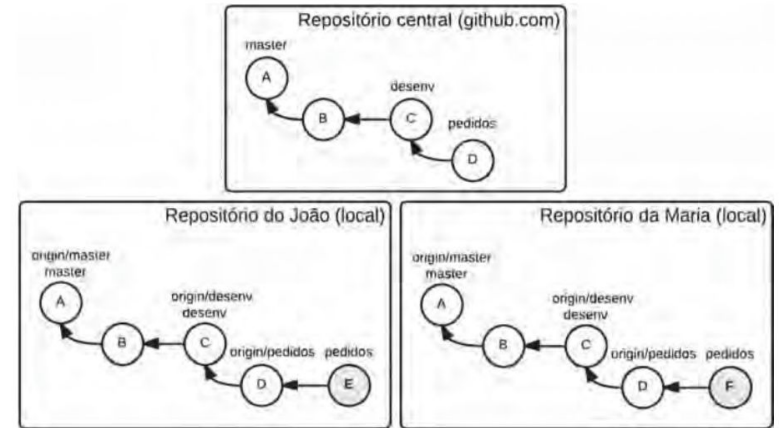 Repositório central (github.com)
master
A
desenv
B
C
pedidos
D
Repositório do João (local)
origin/master
master
A
origin/desenv
desenv
B
C
origin/pedidos pedidos
D
E
Repositório da Maria (local)
origin/master
master
A
origin/desenv
desenv
B
C
origin/pedidos pedidos
D
F